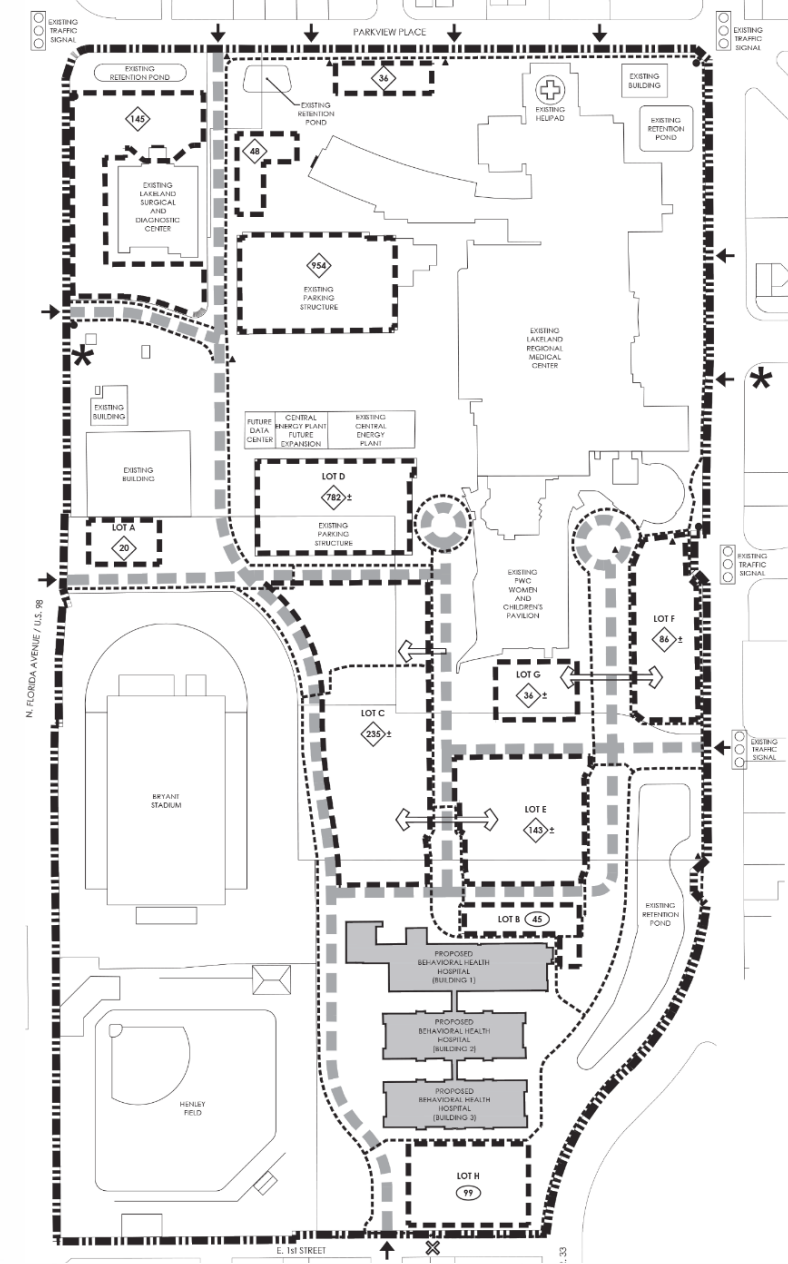 EXISTING
TRAFFIC
SIGNAL
PARKVIEW PLACE
EXISTING
TRAFFIC
SIGNAL
EXISTING
RETENTION POND
36
EXISTING
RETENTION
POND
EXISTING
HELIPAD
EXISTING
BUILDING
EXISTING
RETENTION
POND
145
48
EXISTING
LAKELAND
SURGICAL
AND
DIAGNOSTIC
CENTER
954
EXISTING
PARKING
STRUCTURE
EXISTING
LAKELAND
REGIONAL
MEDICAL
CENTER
EXISTING
BUILDING
FUTURE
DATA
CENTER
CENTRAL
ENERGY PLANT
FUTURE
EXPANSION
EXISTING
CENTRAL
ENERGY
PLANT
EXISTING
BUILDING
LOT D
782 ±
EXISTING
PARKING
STRUCTURE
LOT A
20
EXISTING
PWC
WOMEN
AND
CHILDREN'S
PAVILION
EXISTING
TRAFFIC
SIGNAL
N. FLORIDA AVENUE / U.S. 98
LOT F
86 ±
LOT G
36 ±
LOT C
235 ±
EXISTING
TRAFFIC
SIGNAL
BRYANT
STADIUM
LOT E
143 ±
EXISTING
RETENTION
POND
LOT B 45
PROPOSED
BEHAVIORAL HEALTH
HOSPITAL
(BUILDING 1)
PROPOSED
BEHAVIORAL HEALTH
HOSPITAL
(BUILDING 2)
PROPOSED
BEHAVIORAL HEALTH
HOSPITAL
(BUILDING 3)
HENLEY
FIELD
LOT H
99
E. 1st STREET
33